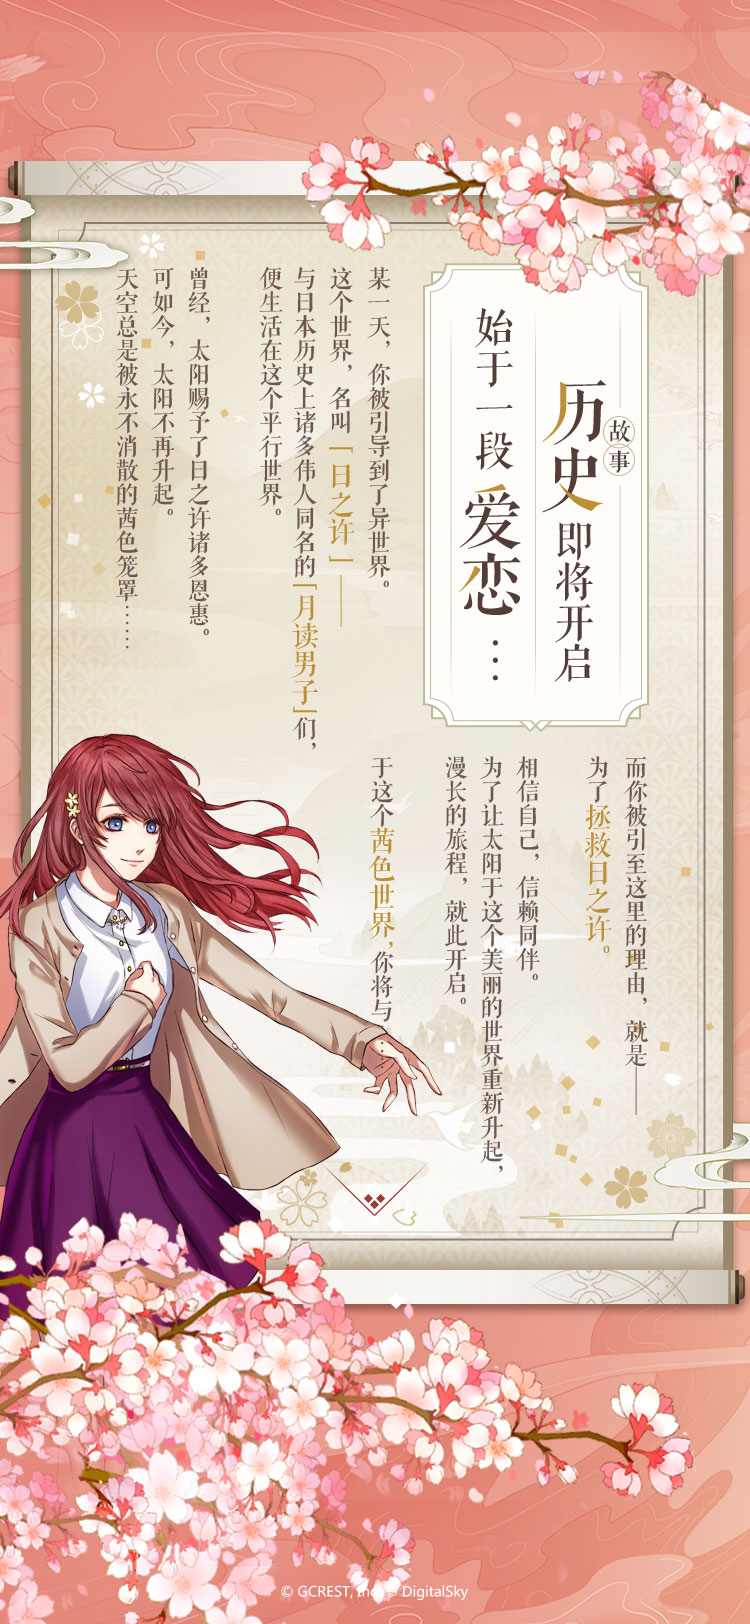 故事
历史即将开启
始于一段爱恋…
某一天，你被引导到了异世界。
这个世界，名叫「日之许」——
与日本历史上诸多伟人同名的「月读男子」们，
便生活在这个平行世界。
曾经，太阳赐予了日之许诸多恩惠。
可如今，太阳不再升起。
天空总是被永不消散的茜色笼罩……
而你被引至这里的理由，就是——
为了拯救日之许。
相信自己，信赖同伴。
为了让太阳于这个美丽的世界重新升起，
漫长的旅程，就此开启。
于这个茜色世界，你将与
© GCREST, Inc. © DigitalSky